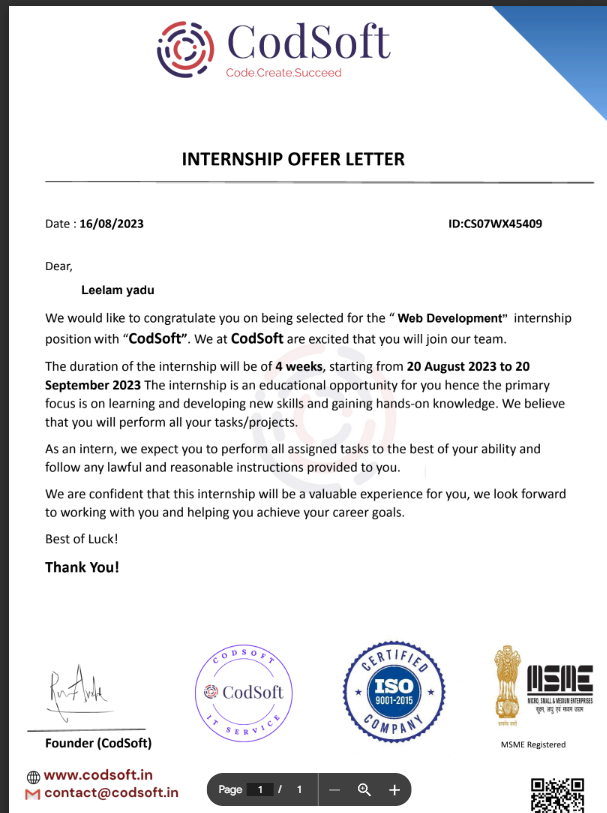 CodSoft
Code.Create.Succeed
INTERNSHIP OFFER LETTER
Date : 16/08/2023 ID:CS07WX45409
Dear,
Leelam yadu
We would like to congratulate you on being selected for the “ Web Development” internship
position with “CodSoft”. We at CodSoft are excited that you will join our team.
The duration of the internship will be of 4 weeks, starting from 20 August 2023 to 20
September 2023 The internship is an educational opportunity for you hence the primary
focus is on learning and developing new skills and gaining hands-on knowledge. We believe
that you will perform all your tasks/projects.
As an intern, we expect you to perform all assigned tasks to the best of your ability and
follow any lawful and reasonable instructions provided to you.
We are confident that this internship will be a valuable experience for you, we look forward
to working with you and helping you achieve your career goals.
Best of Luck!
Thank You!
CODSOFT
CodSoft
IT SERVICE
CERTIFIED
ISO
9001-2015
COMPANY
MSME
MICRO, SMALL & MEDIUM ENTERPRISES
सूक्ष्म, लघु एवं मध्यम उद्यम
Founder (CodSoft)
MSME Registered
www.codsoft.in
contact@codsoft.in
Page 1 / 1